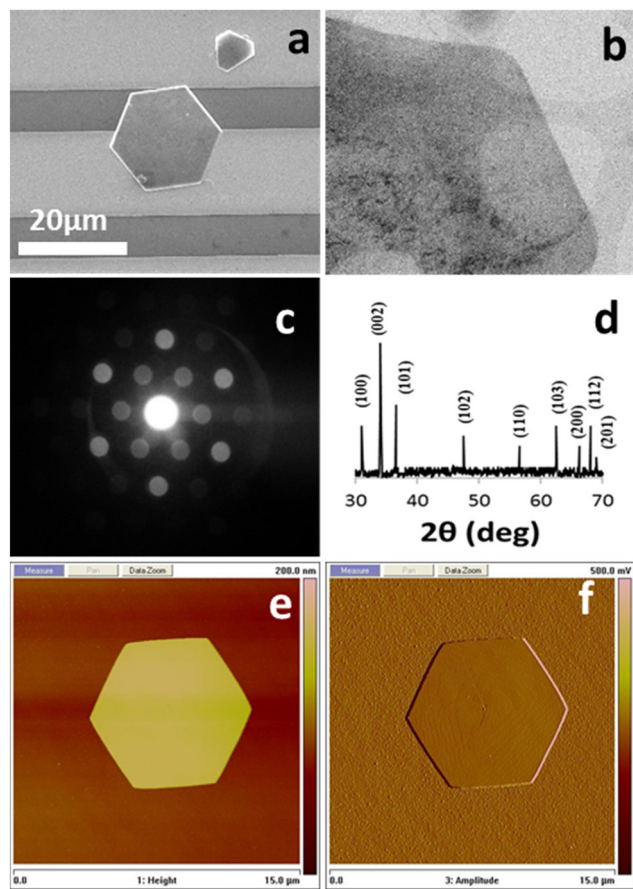 a
b
20µm
c
d
(100)
(002)
(101)
(102)
(110)
(103)
(200)
(112)
(201)
30 40 50 60 70
2θ (deg)
Measure Pan Data Zoom 200.0 nm
e
0.0 1: Height 15.0 µm
Measure Pan Data Zoom 500.0 mV
f
0.0 3: Amplitude 15.0 µm